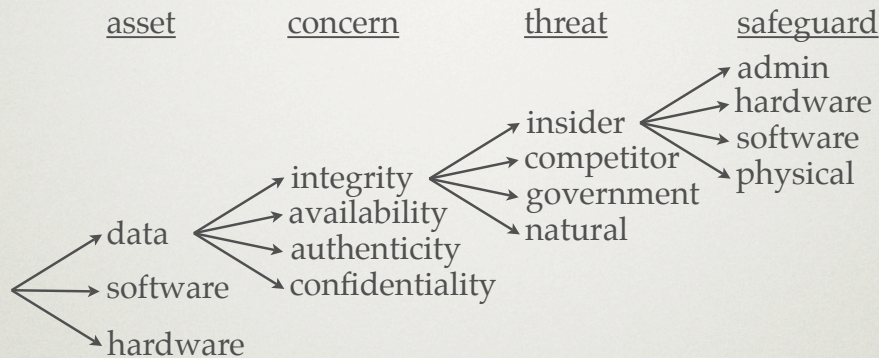 asset concern threat safeguard
admin
hardware
software
physical
insider
competitor
government
natural
integrity
availability
authenticity
confidentiality
data
software
hardware